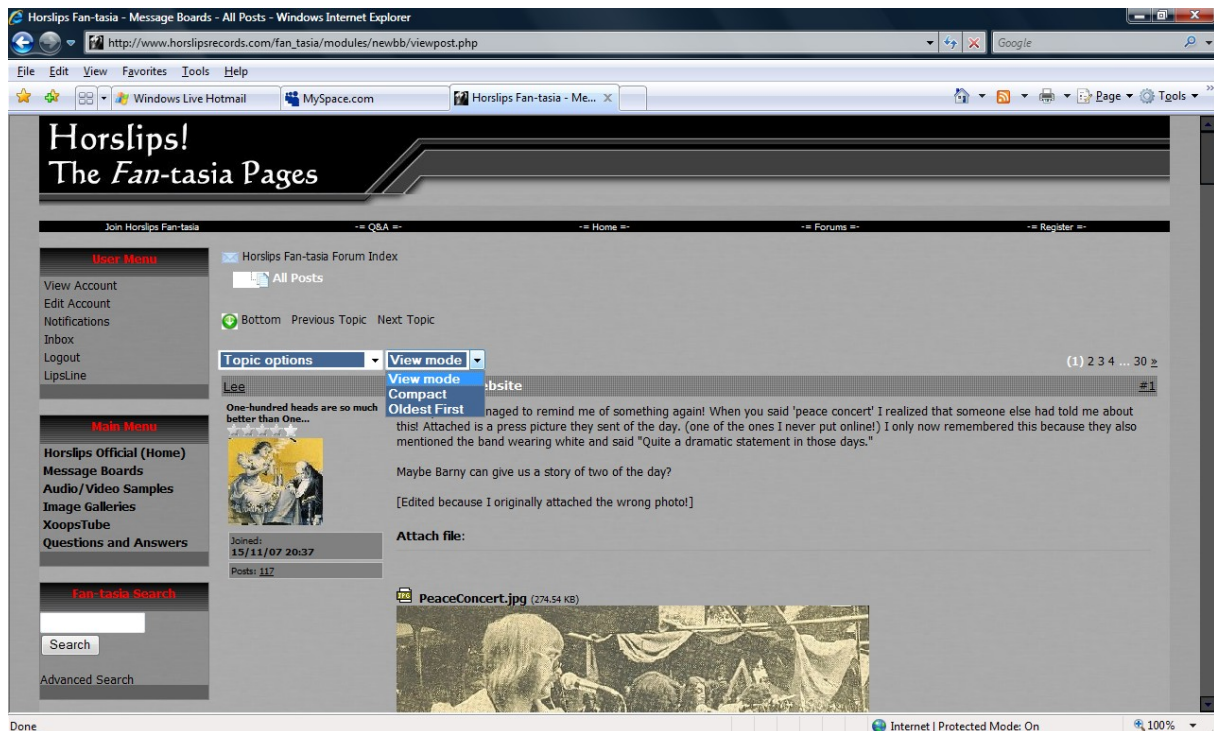 Horslips Fan-tasia - Message Boards - All Posts - Windows Internet Explorer
http://www.horslipsrecords.com/fan_tasia/modules/newbb/viewpost.php
Google
File Edit View Favorites Tools Help
Windows Live Hotmail
MySpace.com
Horslips Fan-tasia - Me...
Page
Tools
Horslips!
The Fan-tasia Pages
Join Horslips Fan-tasia
-= Q&A =-
-= Home =-
-= Forums =-
-= Register =-
User Menu
View Account
Edit Account
Notifications
Inbox
Logout
LipsLine
Main Menu
Horslips Official (Home)
Message Boards
Audio/Video Samples
Image Galleries
XoopsTube
Questions and Answers
Fan-tasia Search
Search
Advanced Search
Horslips Fan-tasia Forum Index
All Posts
Bottom Previous Topic Next Topic
Topic options
View mode
View mode
Compact
Oldest First
(1) 2 3 4 ... 30 »
Lee
#1
One-hundred heads are so much
better than One...
Joined:
15/11/07 20:37
Posts: 117
to remind me of something again! When you said 'peace concert' I realized that someone else had told me about
this! Attached is a press picture they sent of the day. (one of the ones I never put online!) I only now remembered this because they also
mentioned the band wearing white and said "Quite a dramatic statement in those days."
Maybe Barny can give us a story of two of the day?
[Edited because I originally attached the wrong photo!]
Attach file:
JPG
PeaceConcert.jpg (274.54 KB)
Done
Internet | Protected Mode: On
100%